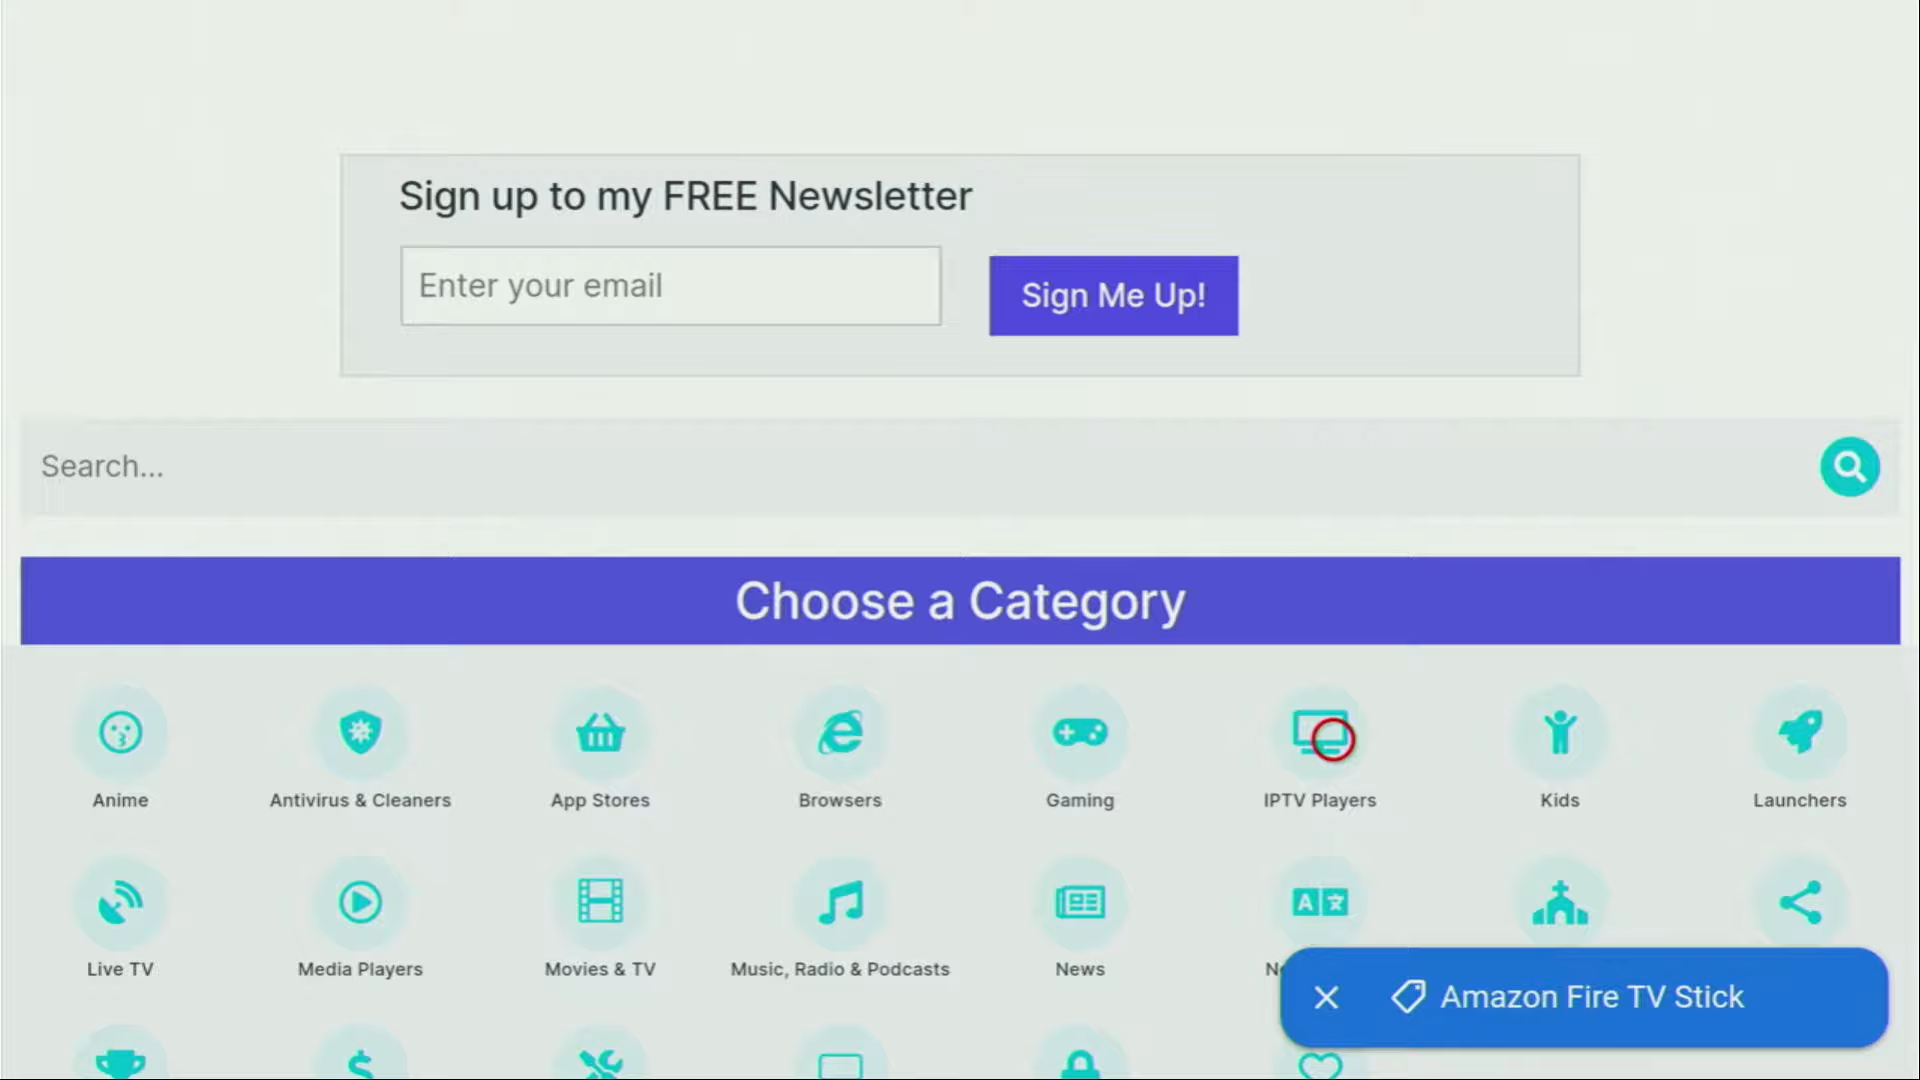 Sign up to my FREE Newsletter
Enter your email
Sign Me Up!
Search...
Choose a Category
Anime
Antivirus & Cleaners
App Stores
Browsers
Gaming
IPTV Players
Kids
Launchers
Live TV
Media Players
Movies & TV
Music, Radio & Podcasts
News
Amazon Fire TV Stick